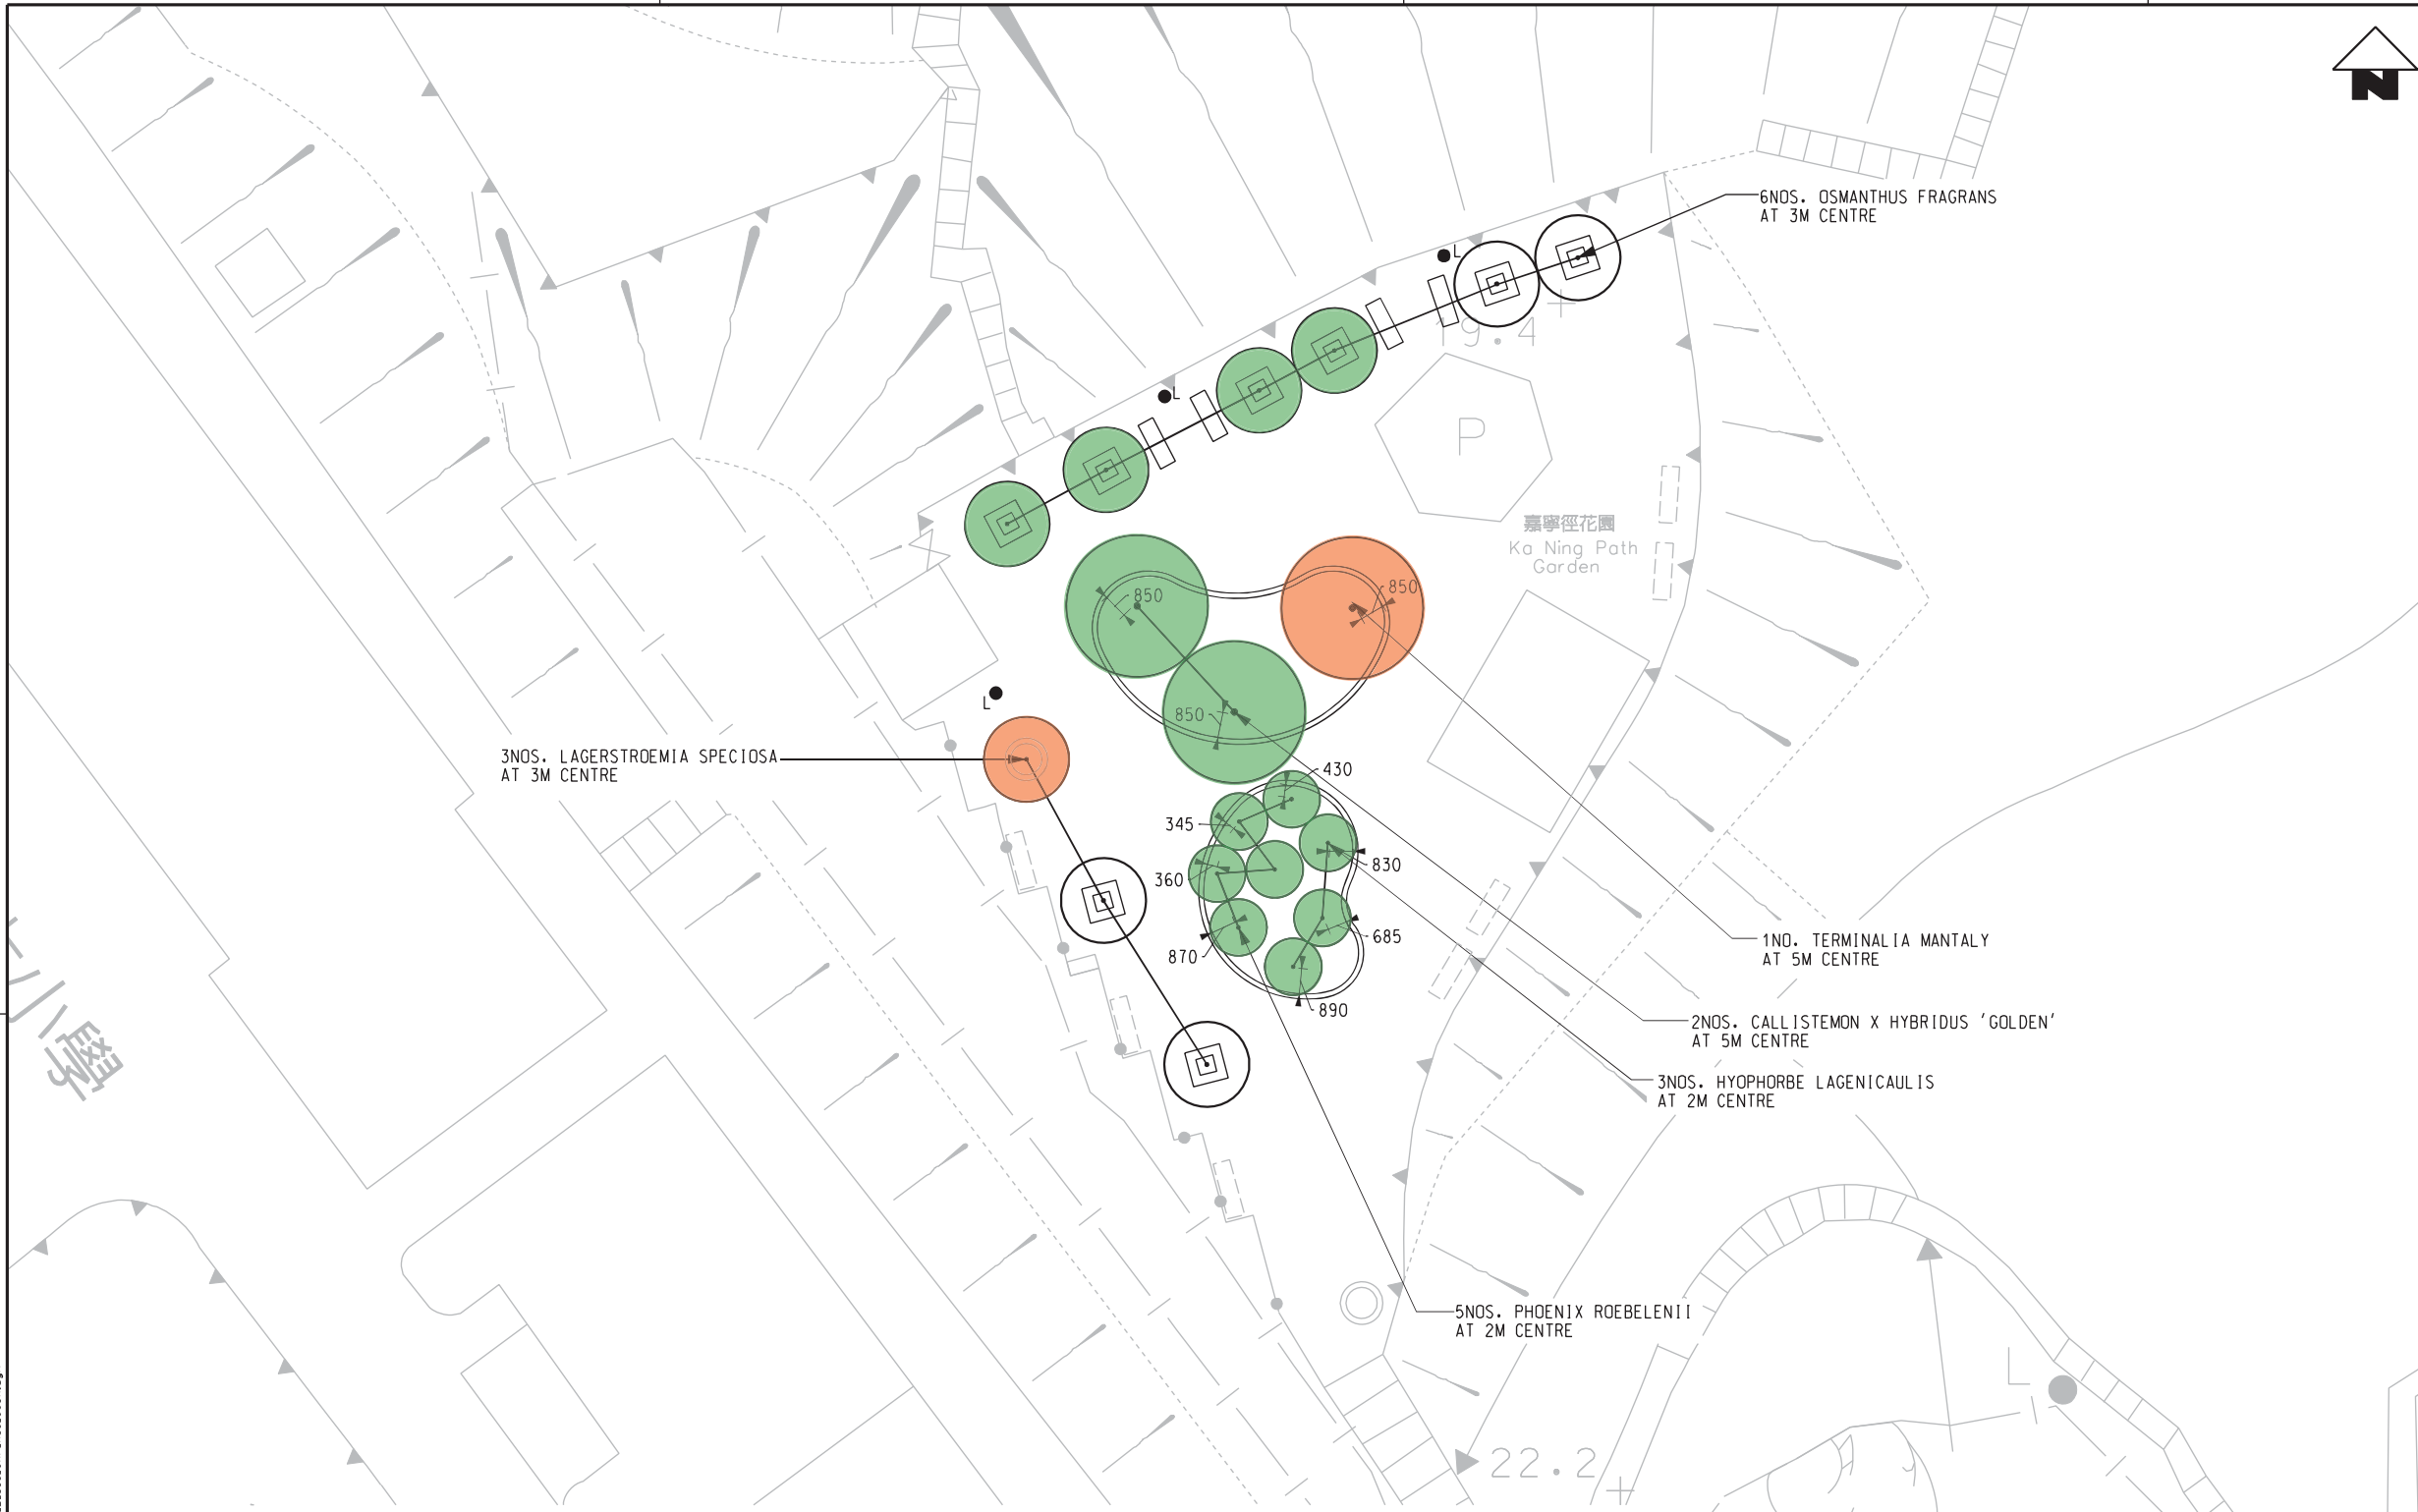 N
6NOS. OSMANTHUS FRAGRANS
AT 3M CENTRE
L
19.4
L
P
嘉寧徑花園
Ka Ning Path
Garden
850
850
L
850
3NOS. LAGERSTROEMIA SPECIOSA
AT 3M CENTRE
430
345
830
360
685
870
1NO. TERMINALIA MANTALY
AT 5M CENTRE
890
2NOS. CALLISTEMON X HYBRIDUS 'GOLDEN'
AT 5M CENTRE
小學
3NOS. HYOPHORBE LAGENICAULIS
AT 2M CENTRE
5NOS. PHOENIX ROEBELENII
AT 2M CENTRE
L
22.2